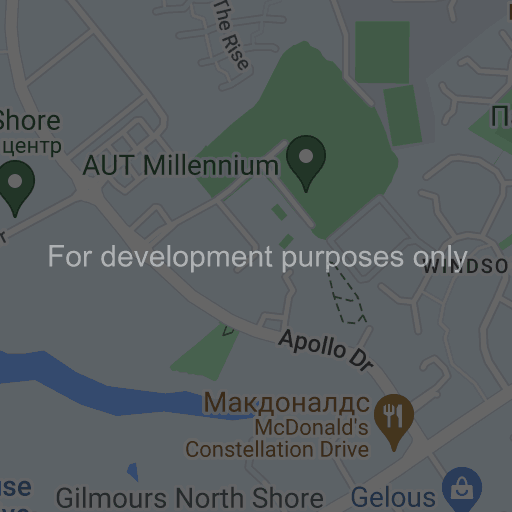 The Rise
Shore
центр
AUT Millennium
For development purposes only
WINDSO
Apollo Dr
Макдоналдс
McDonald's
Constellation Drive
Gilmours North Shore
Gelous